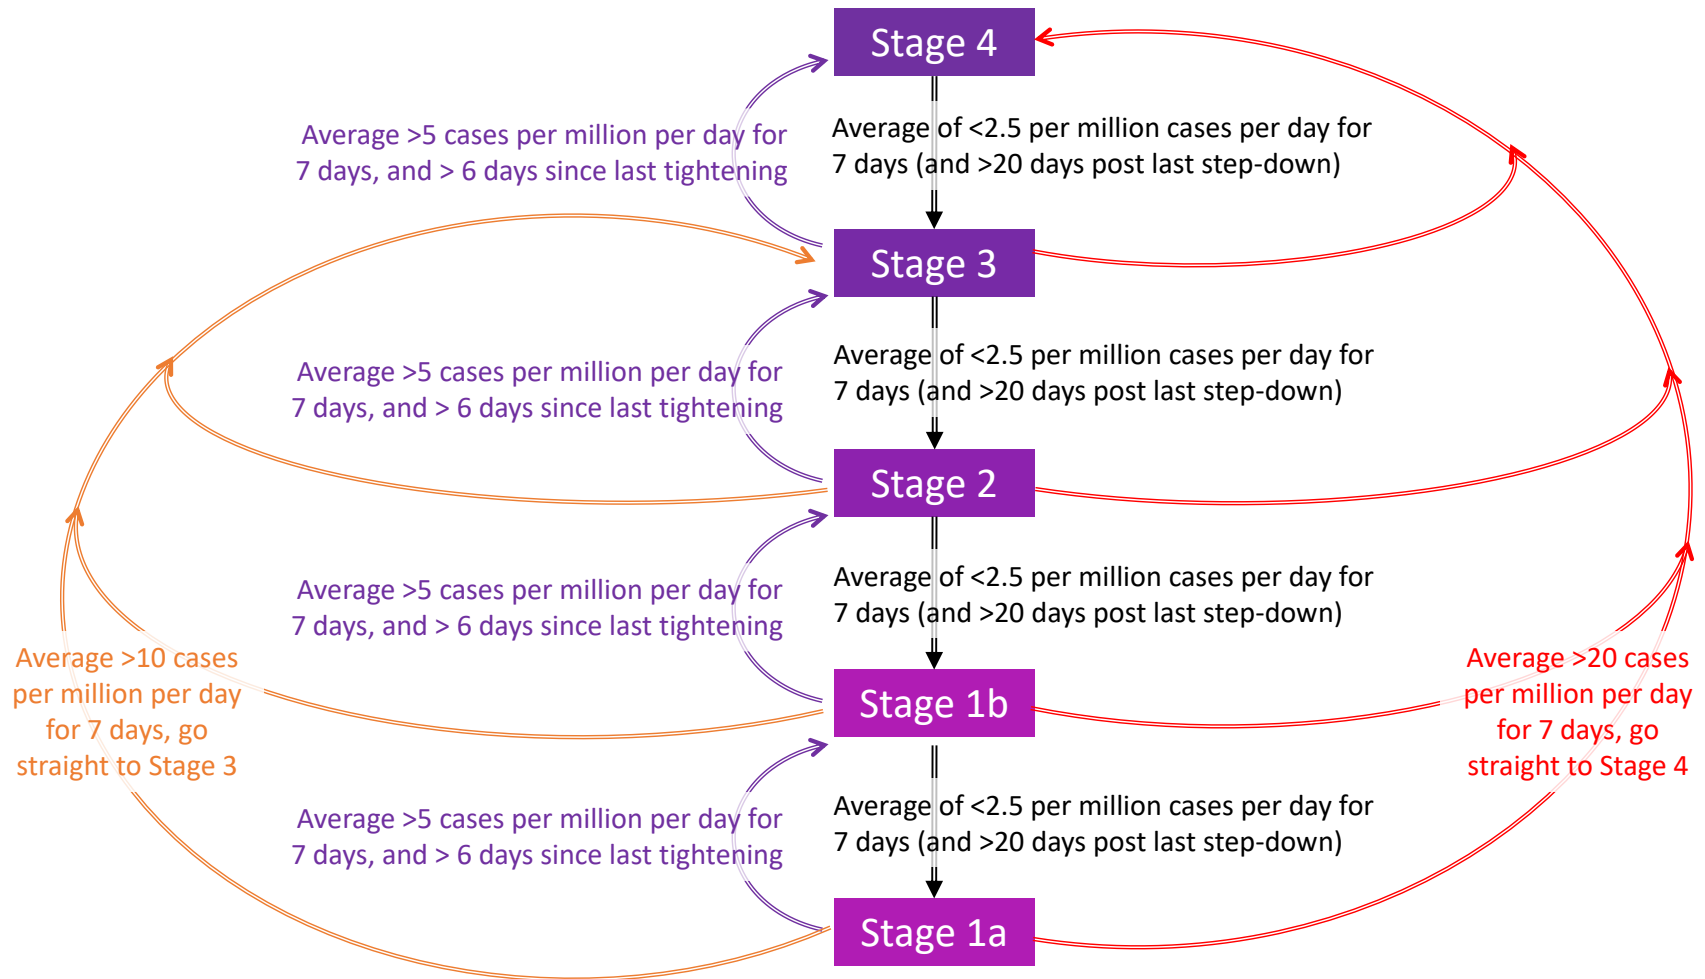 Stage 4
Average >5 cases per million per day for
7 days, and > 6 days since last tightening
Average of <2.5 per million cases per day for
7 days (and >20 days post last step-down)
Stage 3
Average >5 cases per million per day for
7 days, and > 6 days since last tightening
Average of <2.5 per million cases per day for
7 days (and >20 days post last step-down)
Stage 2
Average >5 cases per million per day for
7 days, and > 6 days since last tightening
Average of <2.5 per million cases per day for
7 days (and >20 days post last step-down)
Average >10 cases
per million per day
for 7 days, go
straight to Stage 3
Stage 1b
Average >20 cases
per million per day
for 7 days, go
straight to Stage 4
Average >5 cases per million per day for
7 days, and > 6 days since last tightening
Average of <2.5 per million cases per day for
7 days (and >20 days post last step-down)
Stage 1a